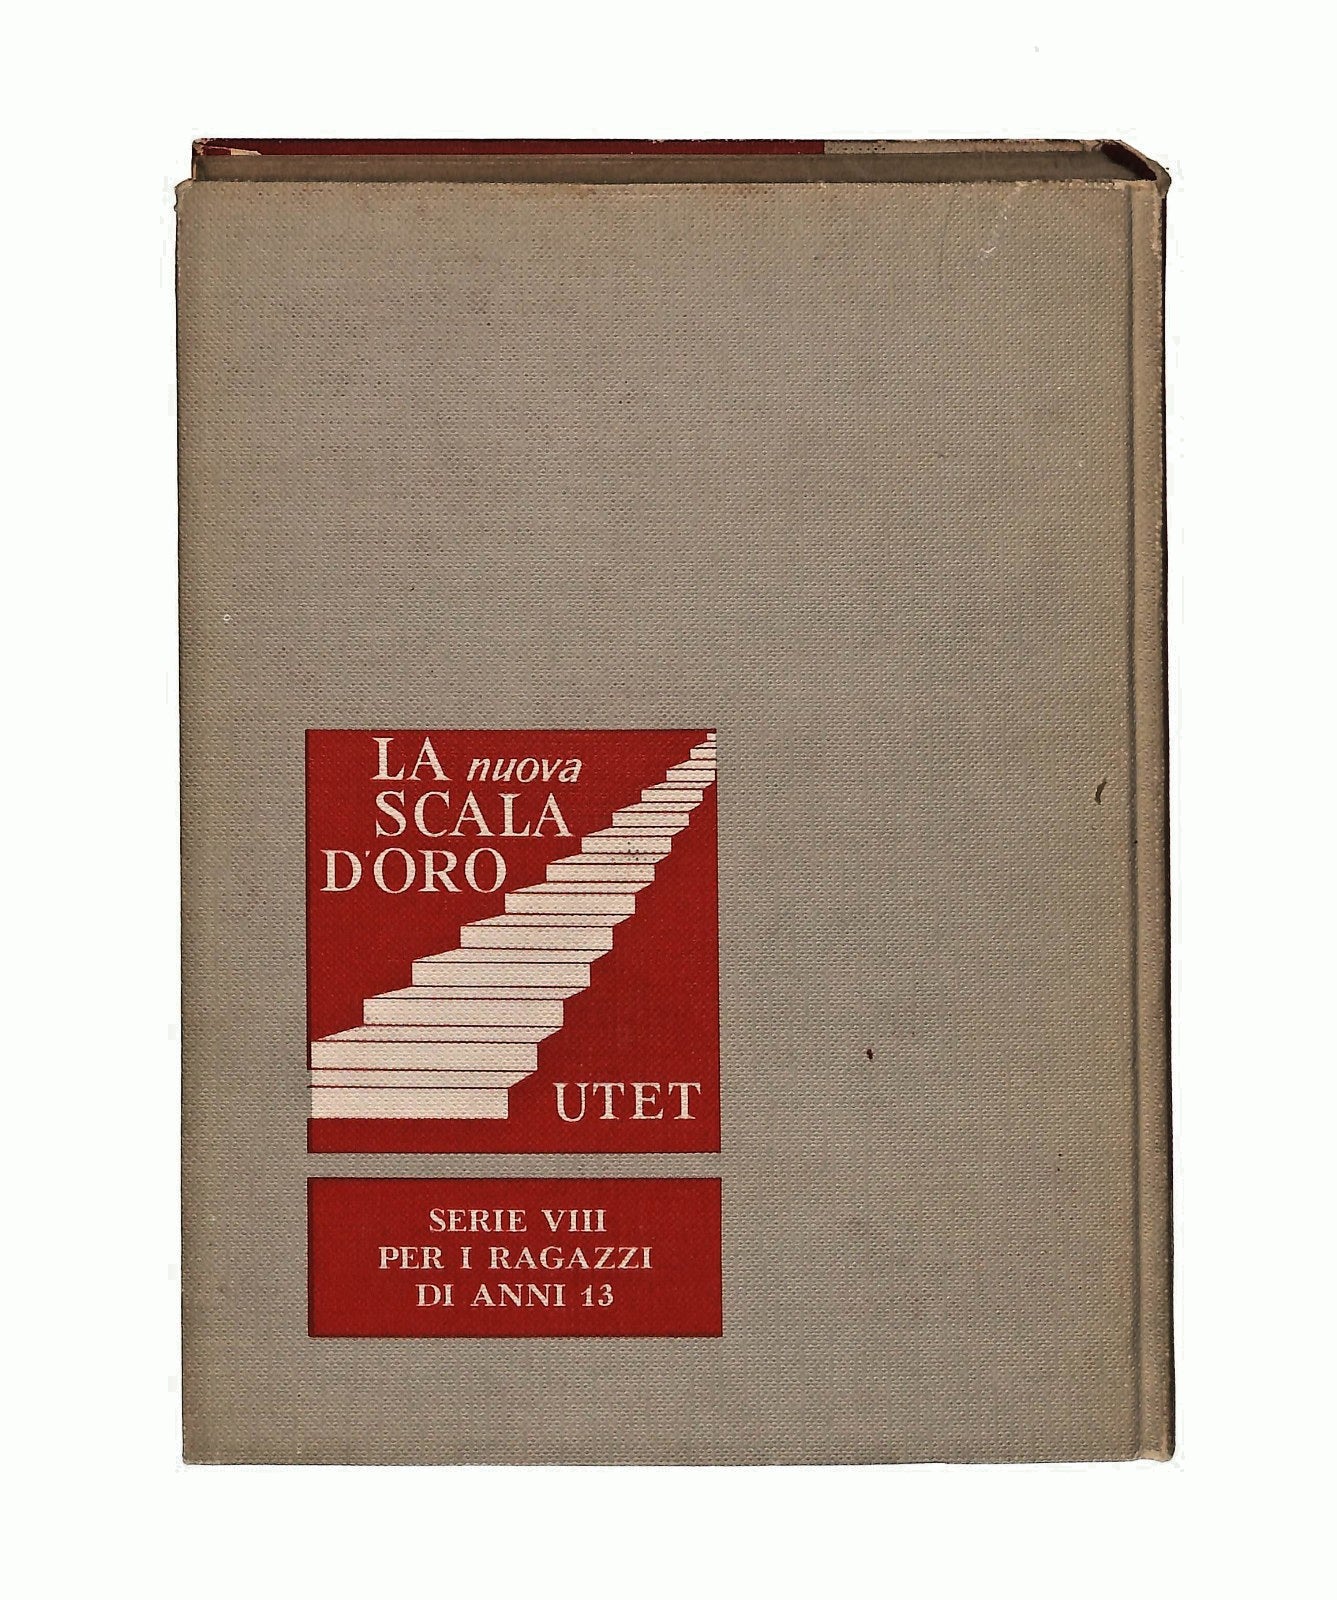 LA nuova
SCALA
D'ORO
UTET
SERIE VIII
PER I RAGAZZI
DI ANNI 13